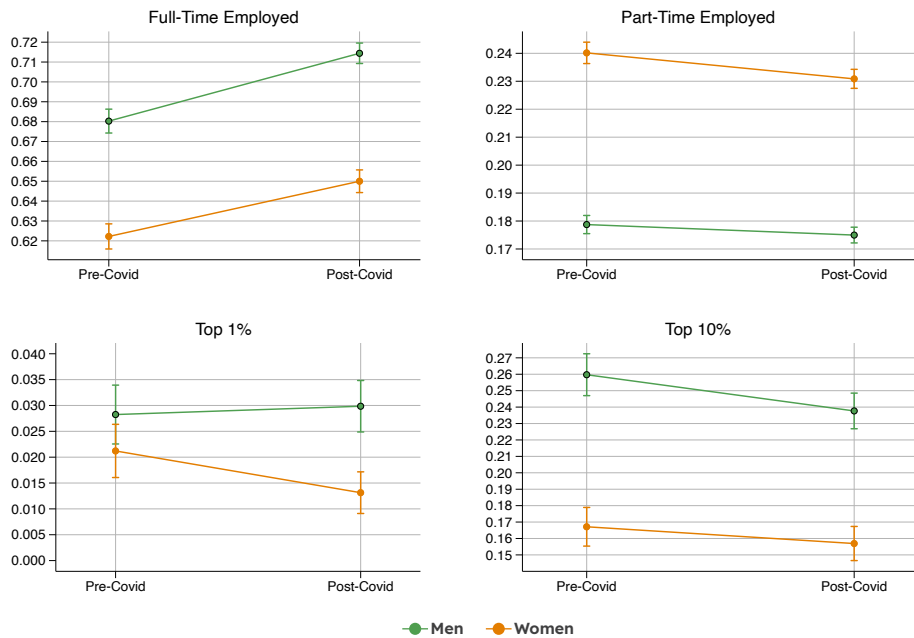 Full-Time Employed
0.72
0.71
0.70
0.69
0.68
0.67
0.66
0.65
0.64
0.63
0.62
Pre-Covid
Post-Covid
Part-Time Employed
0.24
0.23
0.22
0.21
0.20
0.19
0.18
0.17
Pre-Covid
Post-Covid
Top 1%
0.040
0.035
0.030
0.025
0.020
0.015
0.010
0.005
0.000
Pre-Covid
Post-Covid
Top 10%
0.27
0.26
0.25
0.24
0.23
0.22
0.21
0.20
0.19
0.18
0.17
0.16
0.15
Pre-Covid
Post-Covid
Men
Women